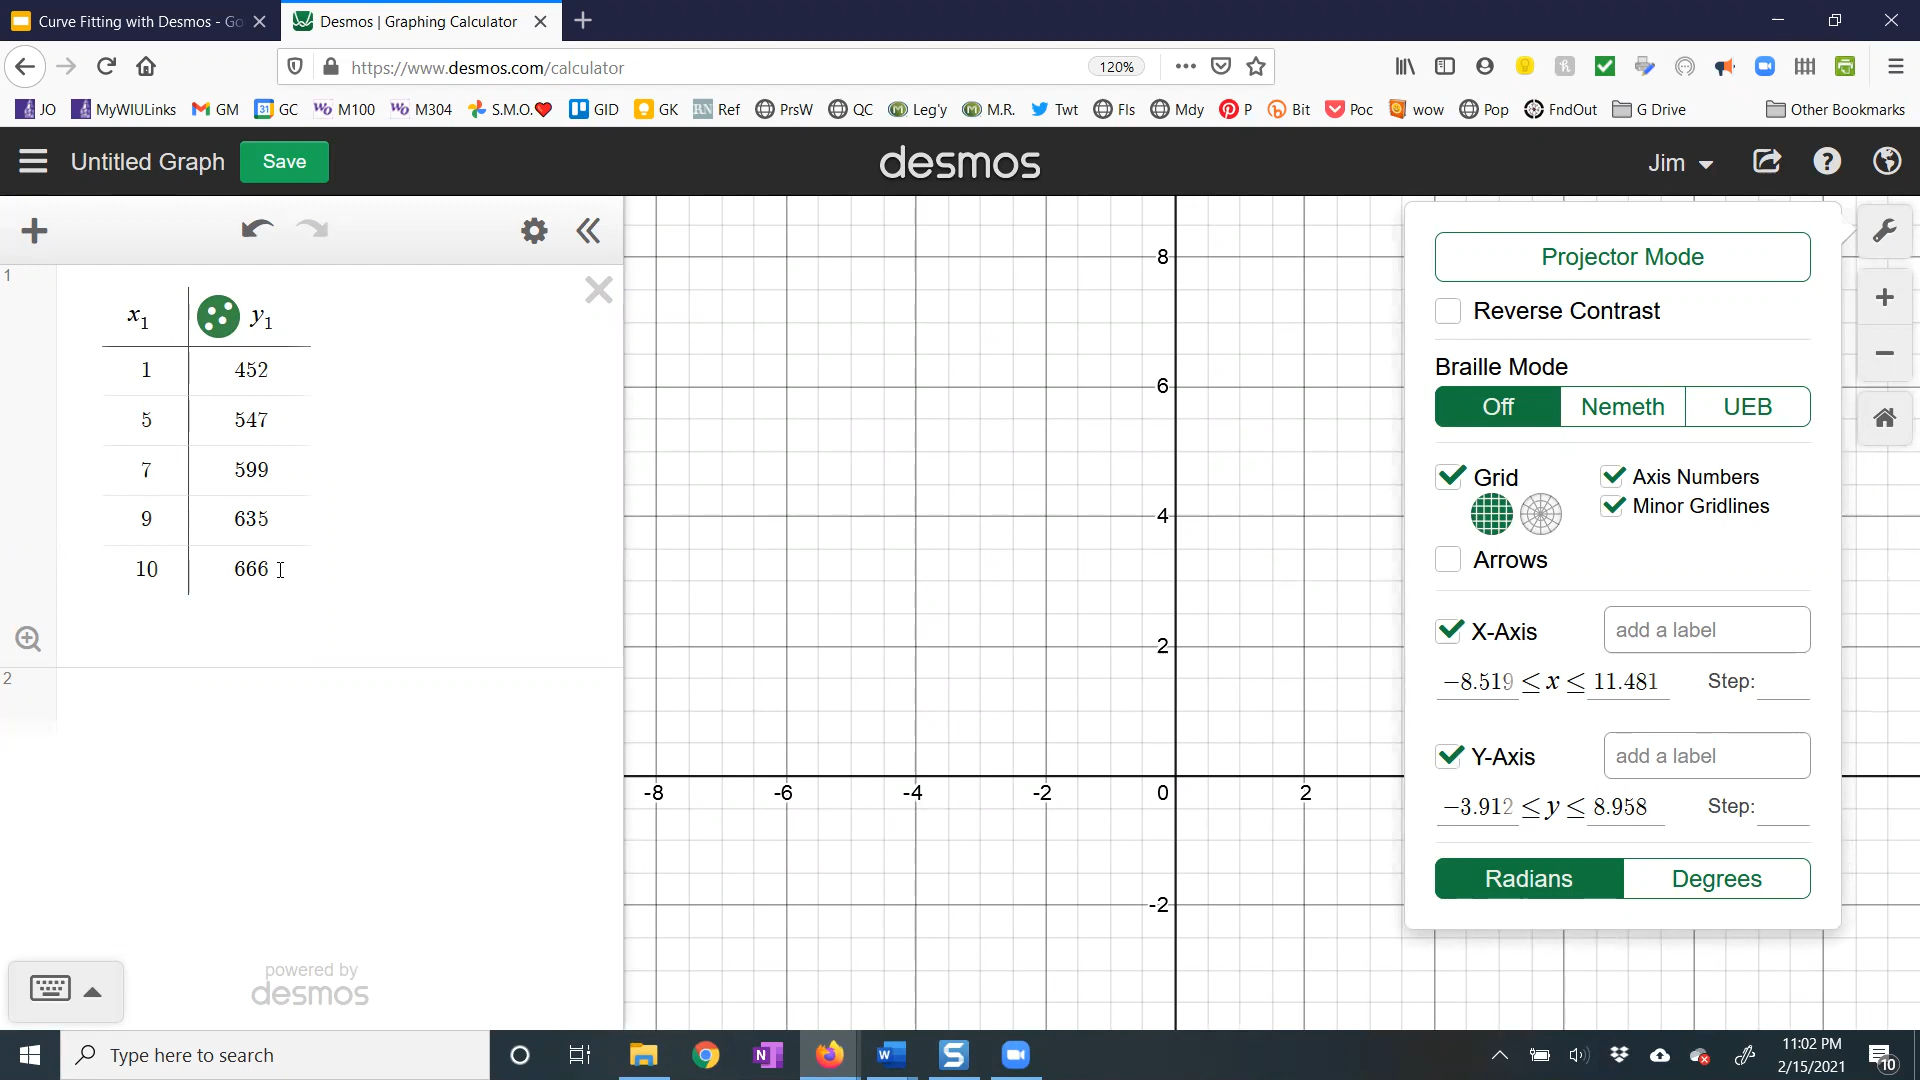 Curve Fitting with Desmos - Go
Desmos | Graphing Calculator
https://www.desmos.com/calculator
120%
JO
MyWIULinks
GM
31
GC
Wo M100
Wo M304
S.M.O.
GID
GK
RN Ref
PrsW
QC
Leg'y
M.R.
Twt
Fls
Mdy
P
Bit
Poc
wow
Pop
FndOut
G Drive
Other Bookmarks
Untitled Graph
Save
desmos
Jim
1
x₁ y₁
1 452
5 547
7 599
9 635
10 666
2
powered by
desmos
8
6
4
2
-8 -6 -4 -2 0 2
-2
Projector Mode
Reverse Contrast
Braille Mode
Off Nemeth UEB
Grid
Axis Numbers
Minor Gridlines
Arrows
X-Axis add a label
−8.519 ≤ x ≤ 11.481 Step:
Y-Axis add a label
−3.912 ≤ y ≤ 8.958 Step:
Radians Degrees
Type here to search
11:02 PM
2/15/2021
10